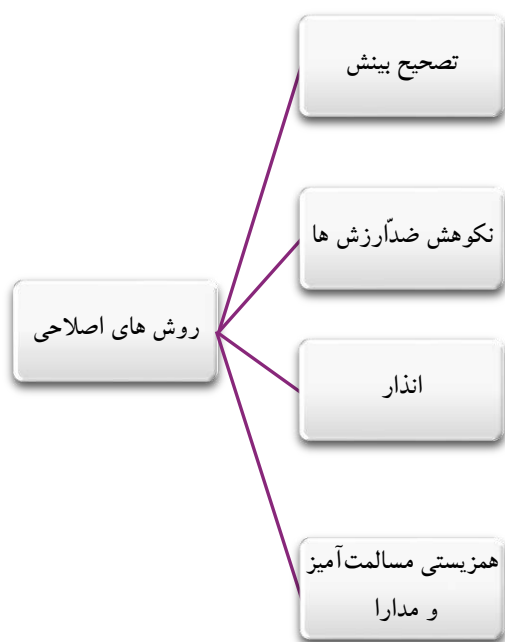 تصحیح بینش
نکوهش ضدّارزش ها
روش های اصلاحی
انذار
همزیستی مسالمت‌آمیز
و مدارا